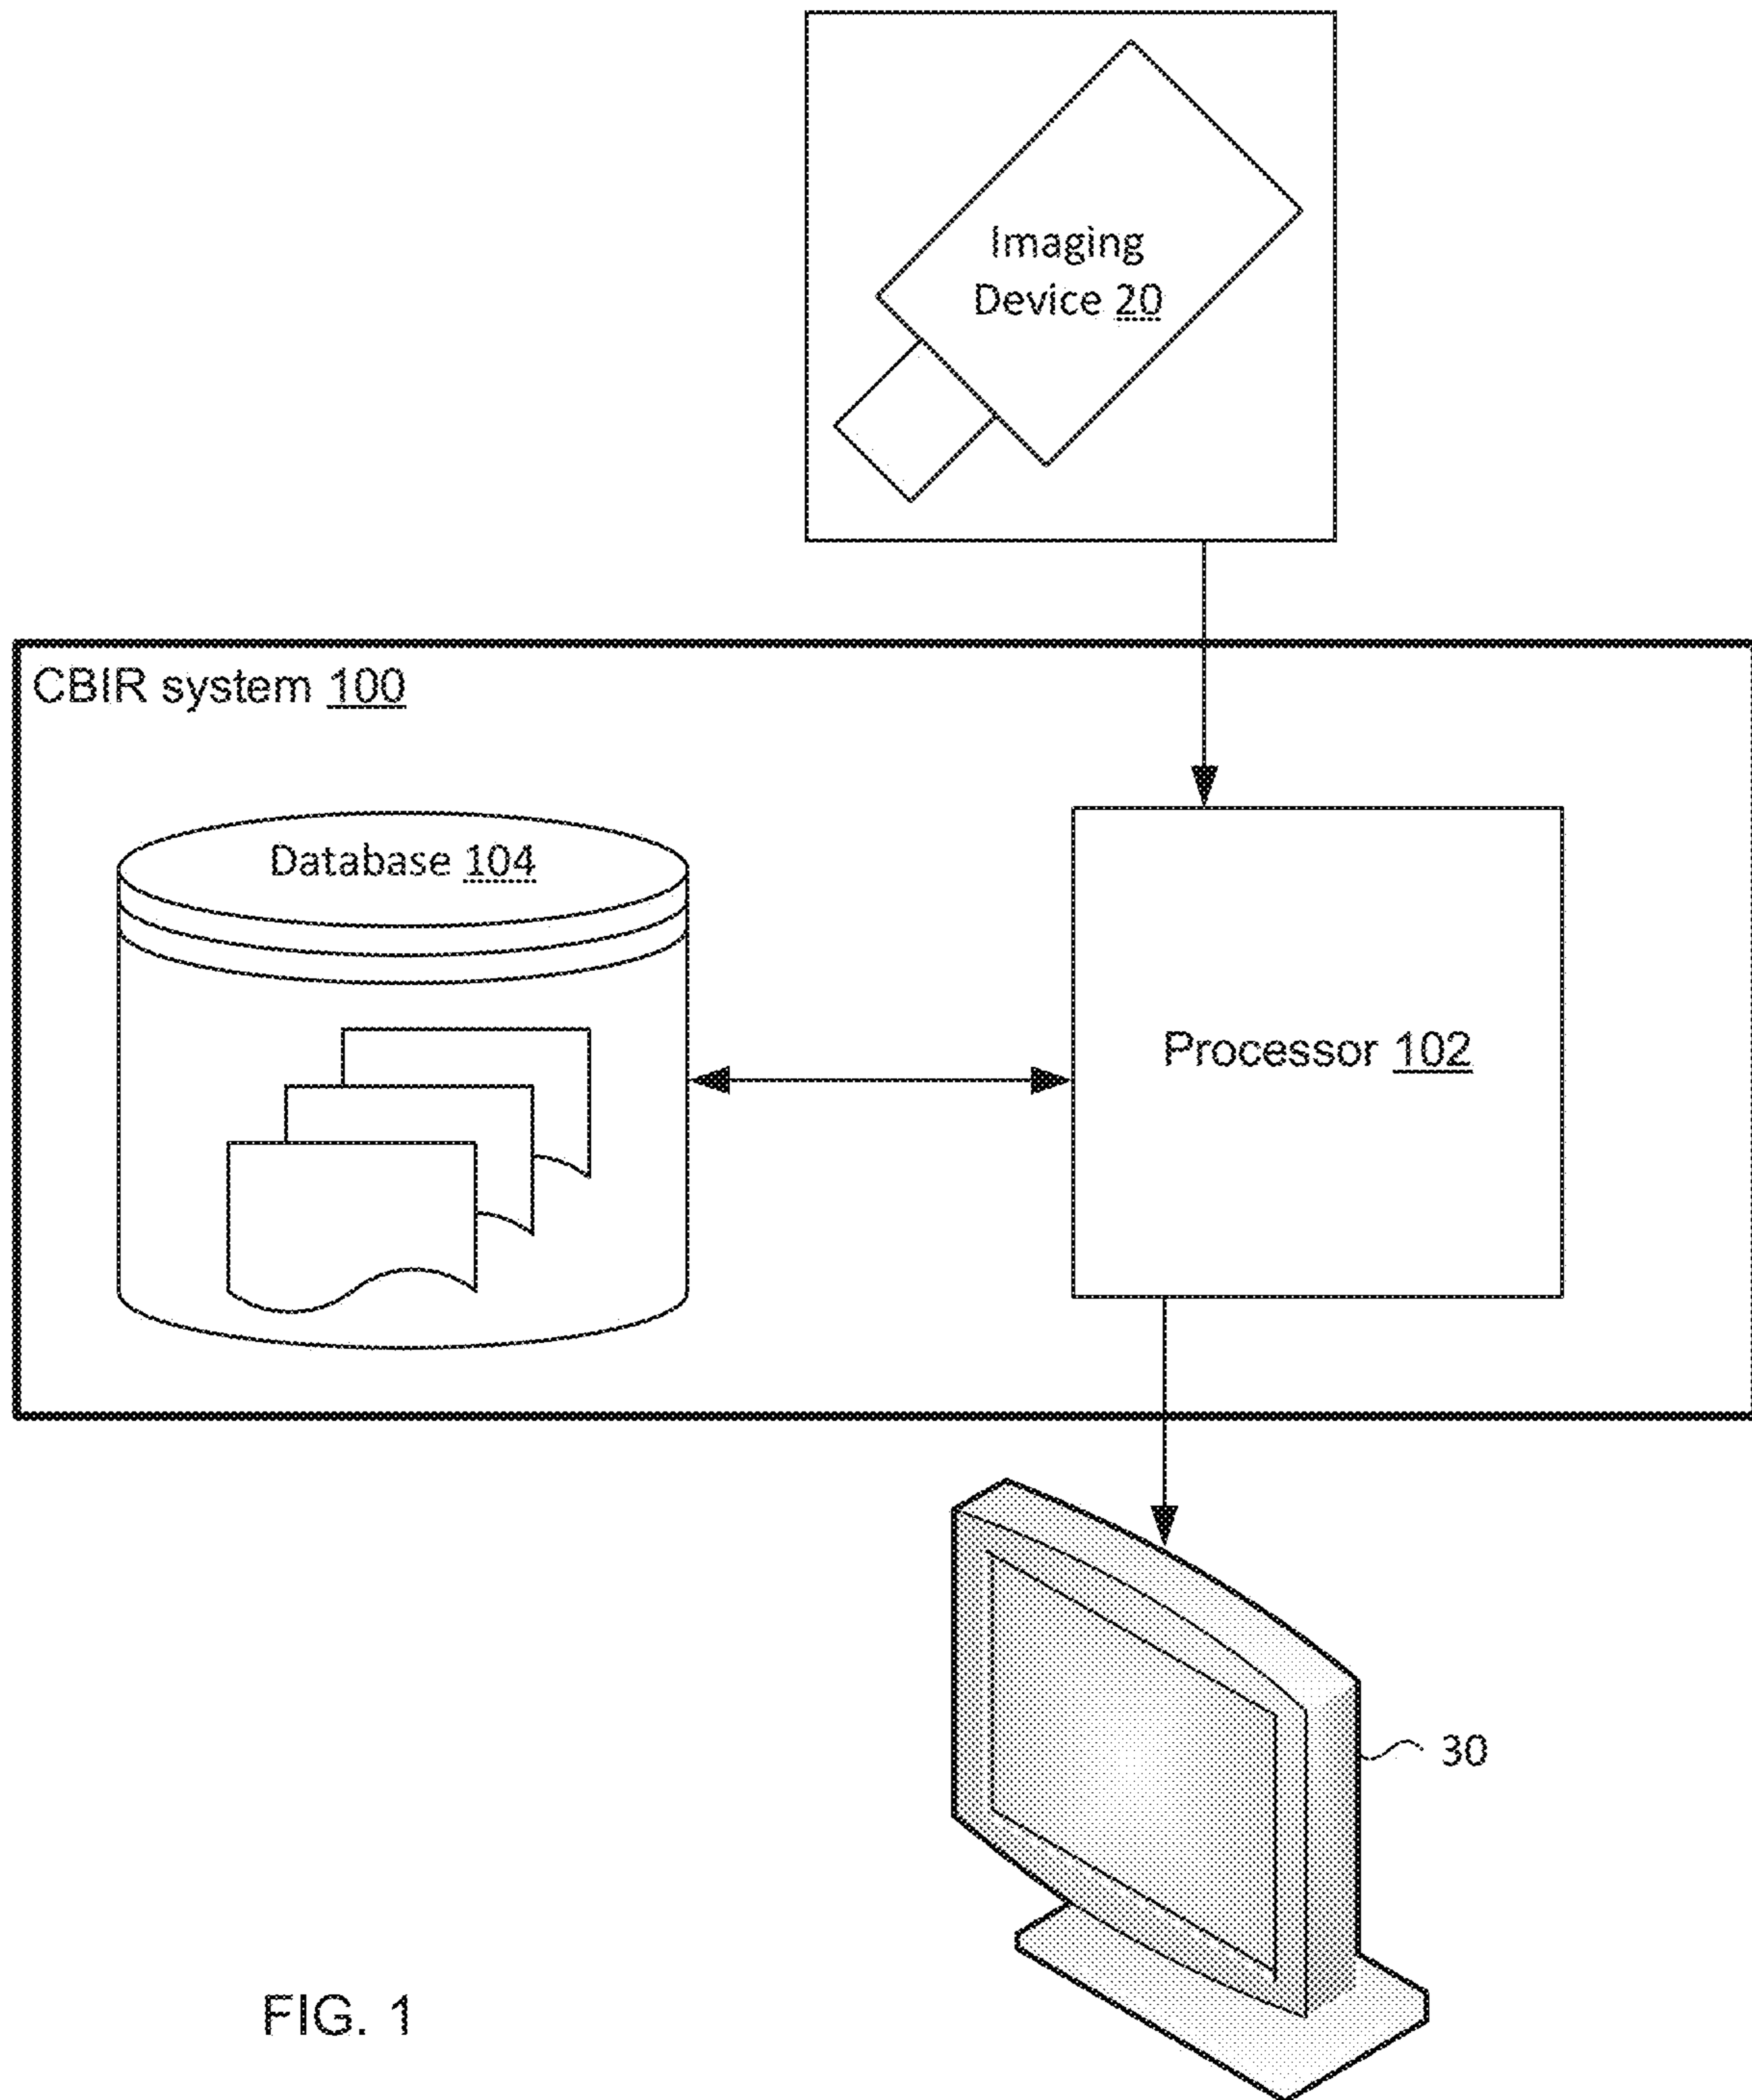 Imaging
Device 20
CBIR system 100
Database 104
Processor 102
30
FIG. 1